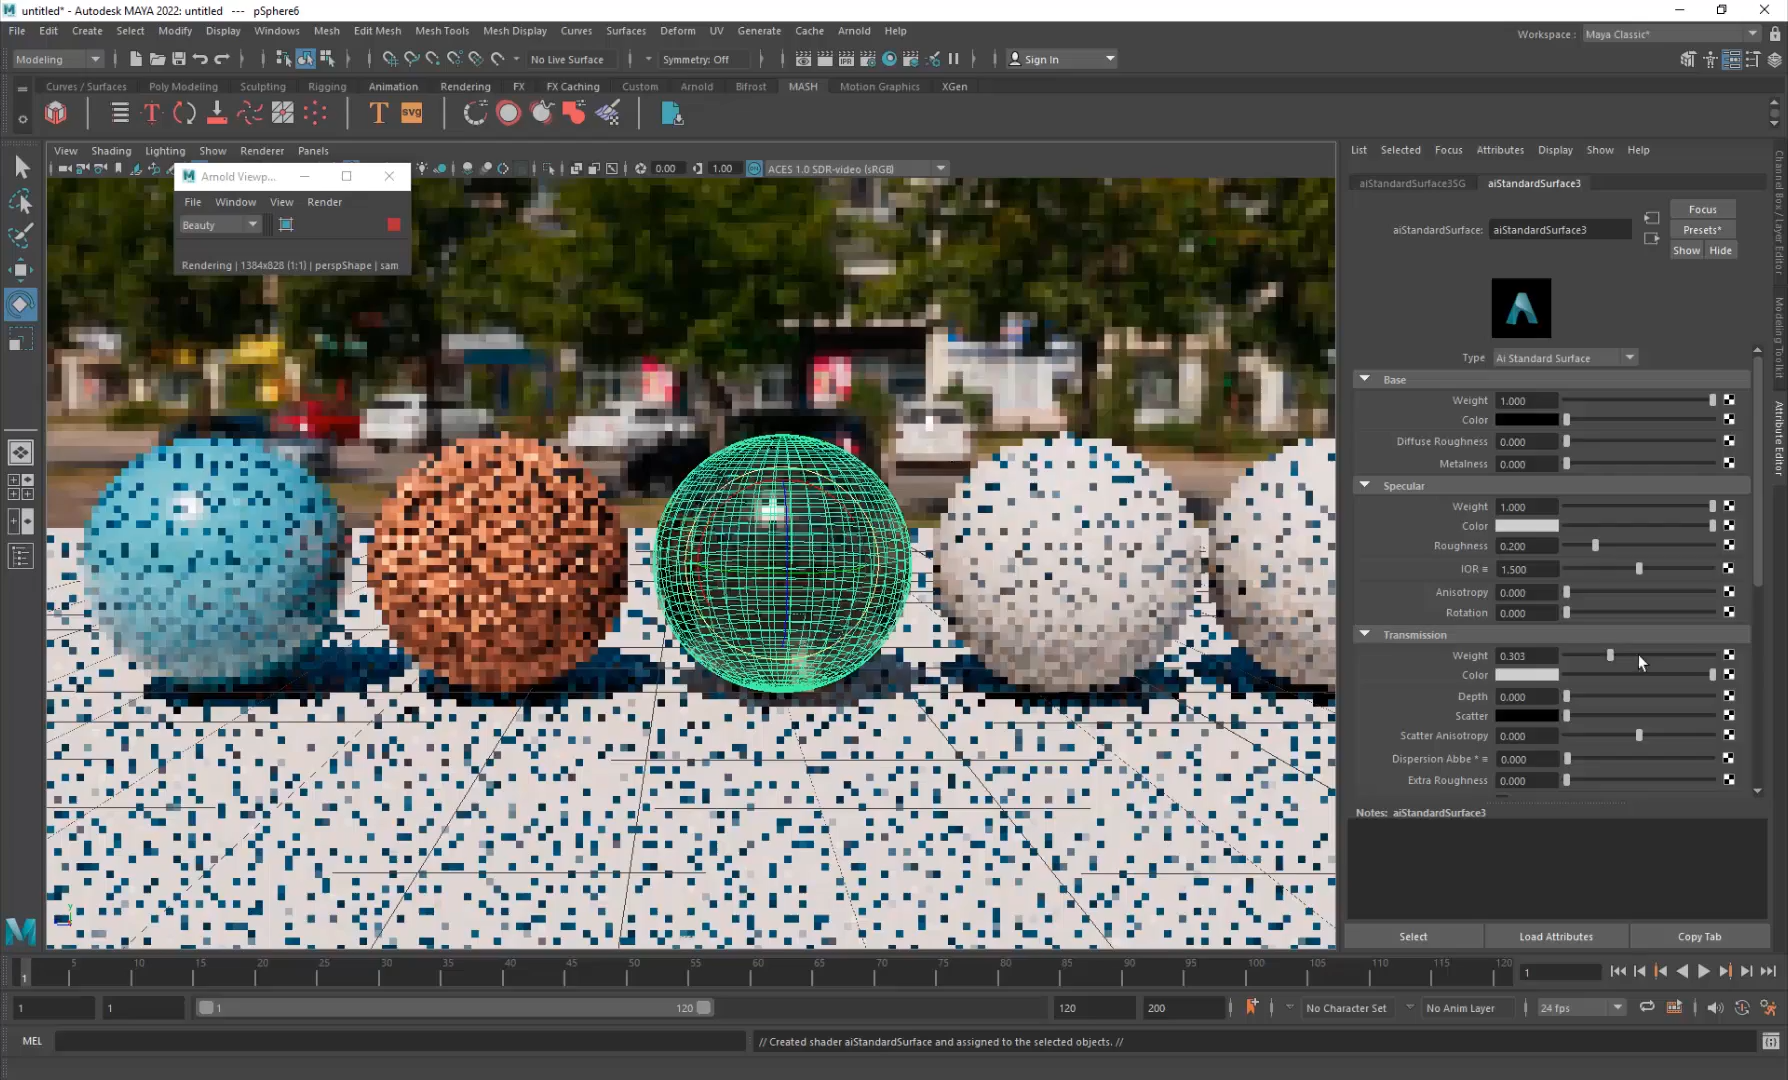 untitled* - Autodesk MAYA 2022: untitled   ---   pSphere6
File Edit Create Select Modify Display Windows Mesh Edit Mesh Mesh Tools Mesh Display Curves Surfaces Deform UV Generate Cache Arnold Help
Workspace : Maya Classic*
Modeling No Live Surface Symmetry: Off IPR Sign In
Curves / Surfaces Poly Modeling Sculpting Rigging Animation Rendering FX FX Caching Custom Arnold Bifrost MASH Motion Graphics XGen
T T svg
View Shading Lighting Show Renderer Panels
0.00 1.00 ACES 1.0 SDR-video (sRGB)
Arnold Viewp...
File Window View Render
Beauty
Rendering | 1384x828 (1:1) | perspShape | sam
List Selected Focus Attributes Display Show Help
aiStandardSurface3SG aiStandardSurface3
Focus
aiStandardSurface: aiStandardSurface3 Presets*
Show Hide
Type Ai Standard Surface
Base
Weight 1.000
Color
Diffuse Roughness 0.000
Metalness 0.000
Specular
Weight 1.000
Color
Roughness 0.200
IOR = 1.500
Anisotropy 0.000
Rotation 0.000
Transmission
Weight 0.303
Color
Depth 0.000
Scatter
Scatter Anisotropy 0.000
Dispersion Abbe * = 0.000
Extra Roughness 0.000
Notes: aiStandardSurface3
Select Load Attributes Copy Tab
Channel Box / Layer Editor
Modeling Toolkit
Attribute Editor
y
1 5 10 15 20 25 30 35 40 45 50 55 60 65 70 75 80 85 90 95 100 105 110 115 120 1
1 1 1 120 120 200 No Character Set No Anim Layer 24 fps
MEL // Created shader aiStandardSurface and assigned to the selected objects. //